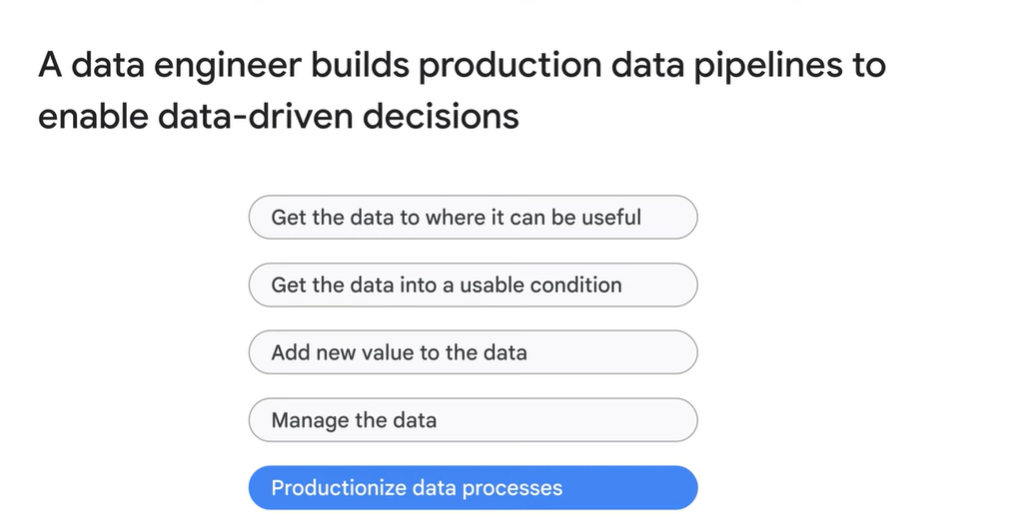 A data engineer builds production data pipelines to
enable data-driven decisions
Get the data to where it can be useful
Get the data into a usable condition
Add new value to the data
Manage the data
Productionize data processes